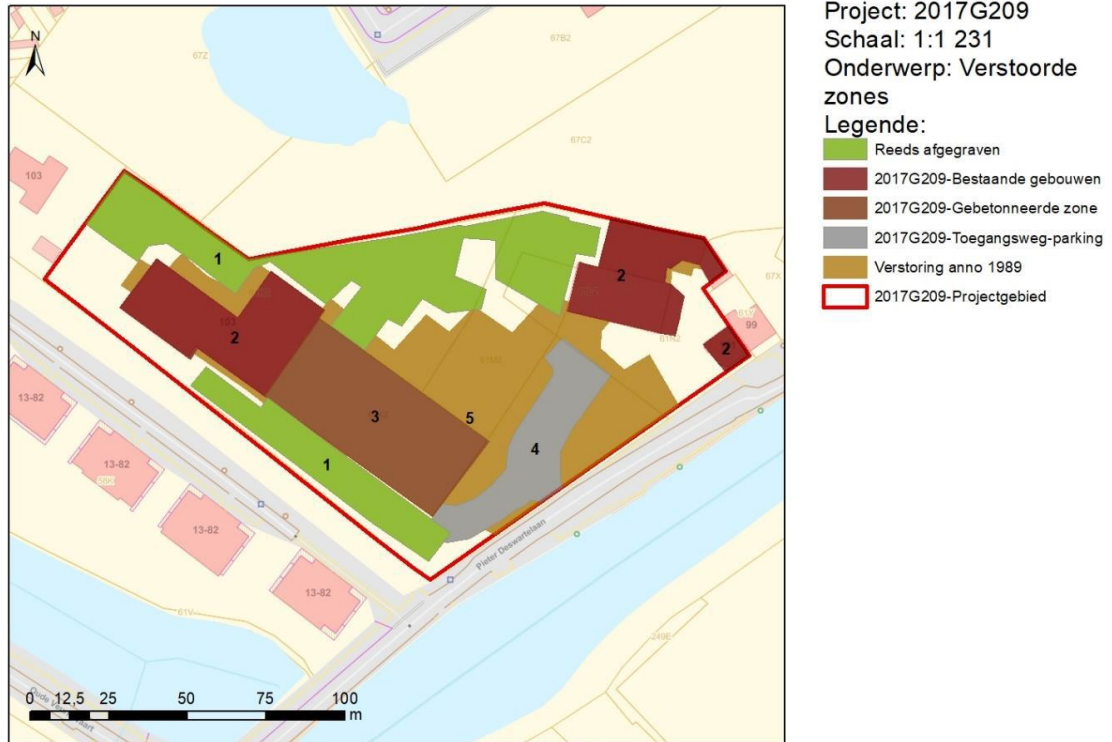 Project: 2017G209
Schaal: 1:1 231
Onderwerp: Verstoorde
zones
Legende:
Reeds afgegraven
2017G209-Bestaande gebouwen
2017G209-Gebetonneerde zone
2017G209-Toegangsweg-parking
Verstoring anno 1989
2017G209-Projectgebied
N
67Z
67B2
67C2
103
1
2
67X
99
2
2
3
5
4
1
13-82
13-82
13-82
13-82
61V
Pieter Deswartelaan
249E
0 12,5 25 50 75 100
m